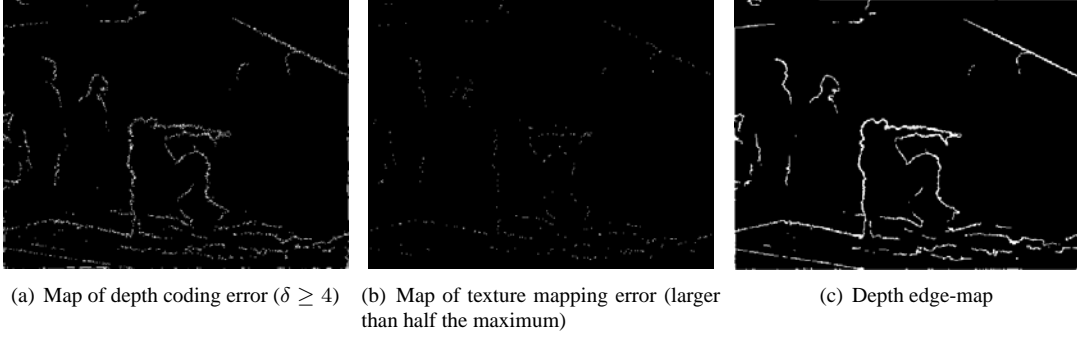 (a) Map of depth coding error (δ ≥ 4)
(b) Map of texture mapping error (larger
than half the maximum)
(c) Depth edge-map